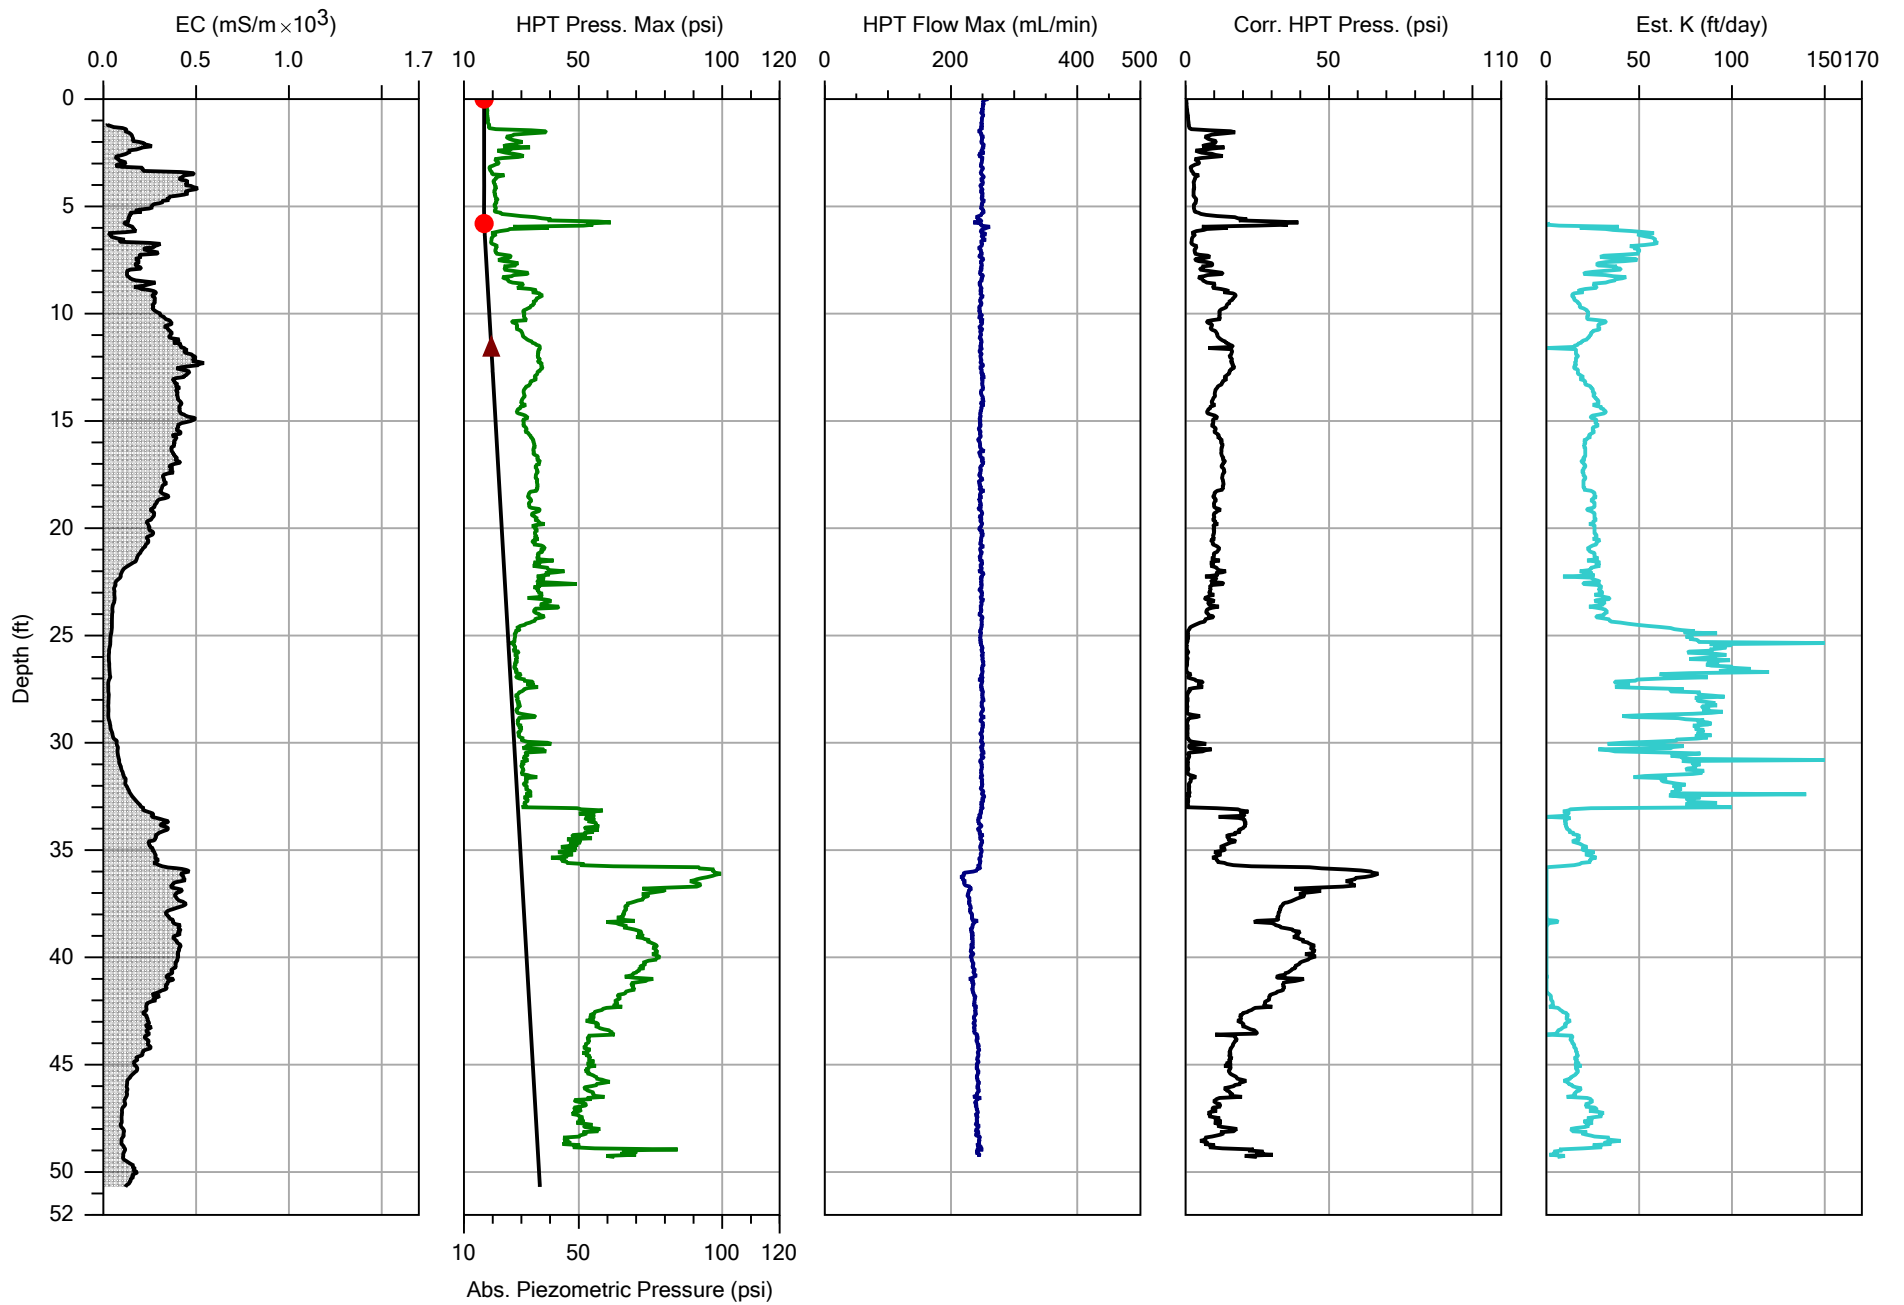 EC (mS/m ×10³) HPT Press. Max (psi) HPT Flow Max (mL/min) Corr. HPT Press. (psi) Est. K (ft/day)
0.0 0.5 1.0 1.7 10 50 100 120 0 200 400 500 0 50 110 0 50 100 150 170
0
5
10
15
20
25
30
35
40
45
50
52
Depth (ft)
10 50 100 120
Abs. Piezometric Pressure (psi)